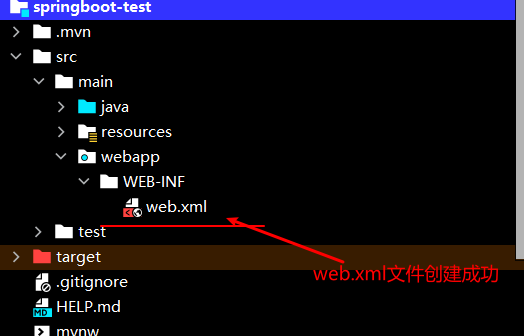 springboot-test
.mvn
src
main
java
resources
webapp
WEB-INF
web.xml
test
target
web.xml文件创建成功
.gitignore
HELP.md
mvnw